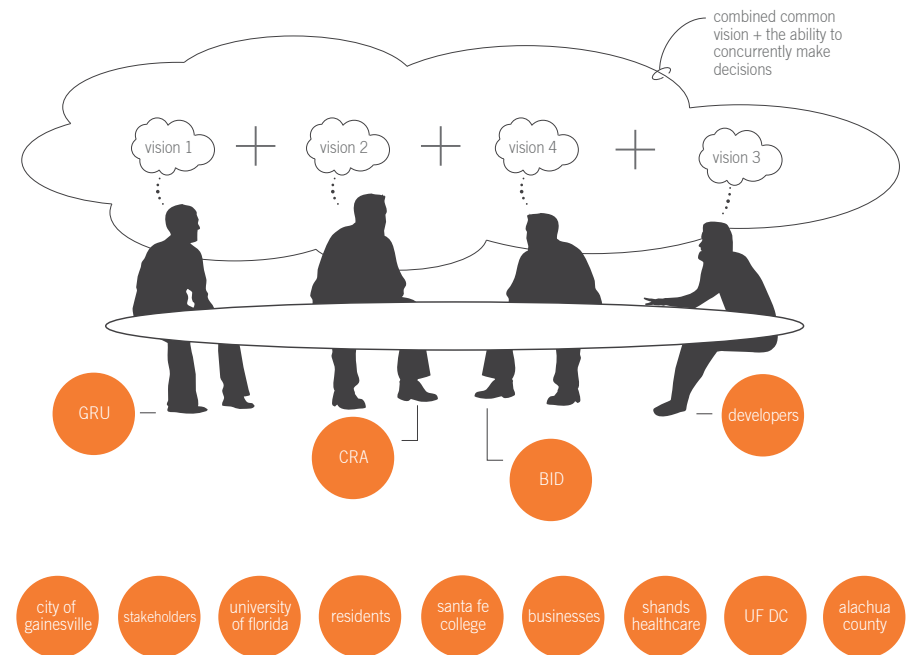 combined common
vision + the ability to
concurrently make
decisions
vision 1
vision 2
vision 4
vision 3
GRU
CRA
BID
developers
city of
gainesville
stakeholders
university
of florida
residents
santa fe
college
businesses
shands
healthcare
UF DC
alachua
county